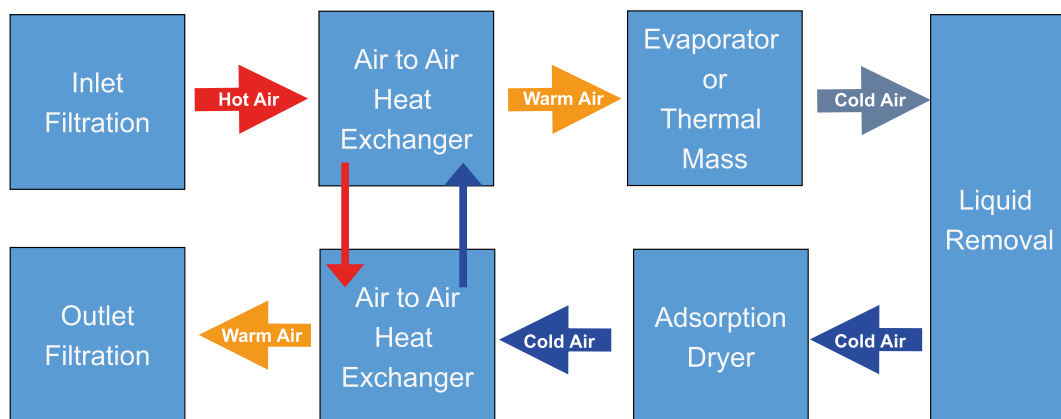 Inlet
Filtration
Hot Air
Air to Air
Heat
Exchanger
Warm Air
Evaporator
or
Thermal
Mass
Cold Air
Liquid
Removal
Cold Air
Adsorption
Dryer
Cold Air
Air to Air
Heat
Exchanger
Warm Air
Outlet
Filtration